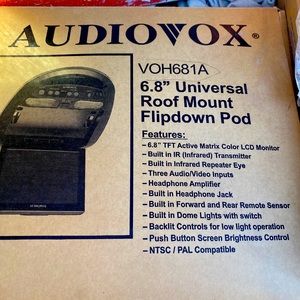 AUDIOVOX®
VOH681A
6.8" Universal
Roof Mount
Flipdown Pod
Features:
– 6.8" TFT Active Matrix Color LCD Monitor
– Built in IR (Infrared) Transmitter
– Built in Infrared Repeater Eye
– Three Audio/Video Inputs
– Headphone Amplifier
– Built in Headphone Jack
– Built in Forward and Rear Remote Sensor
– Built in Dome Lights with switch
– Backlit Controls for low light operation
– Push Button Screen Brightness Control
– NTSC / PAL Compatible